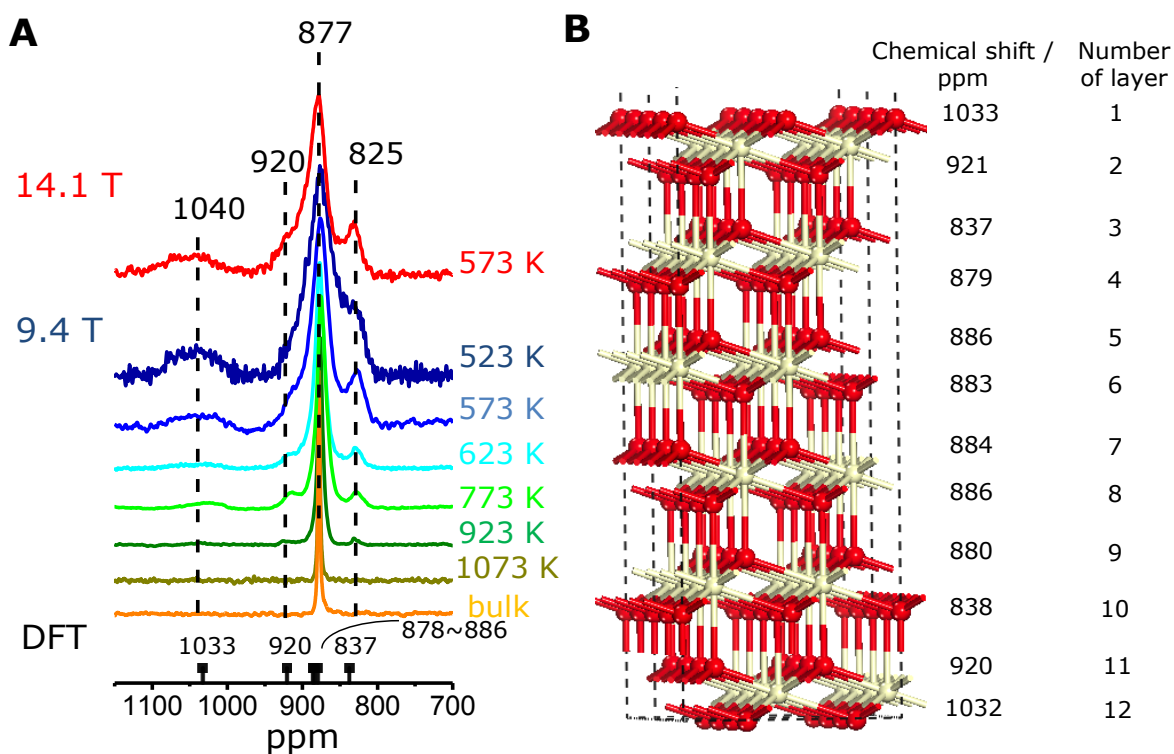 A
877
920
825
14.1 T
1040
573 K
9.4 T
523 K
573 K
623 K
773 K
923 K
1073 K
bulk
878~886
DFT
1033
920
837
1100
1000
900
800
700
ppm
B
Chemical shift / Number
ppm of layer
1033 1
921 2
837 3
879 4
886 5
883 6
884 7
886 8
880 9
838 10
920 11
1032 12